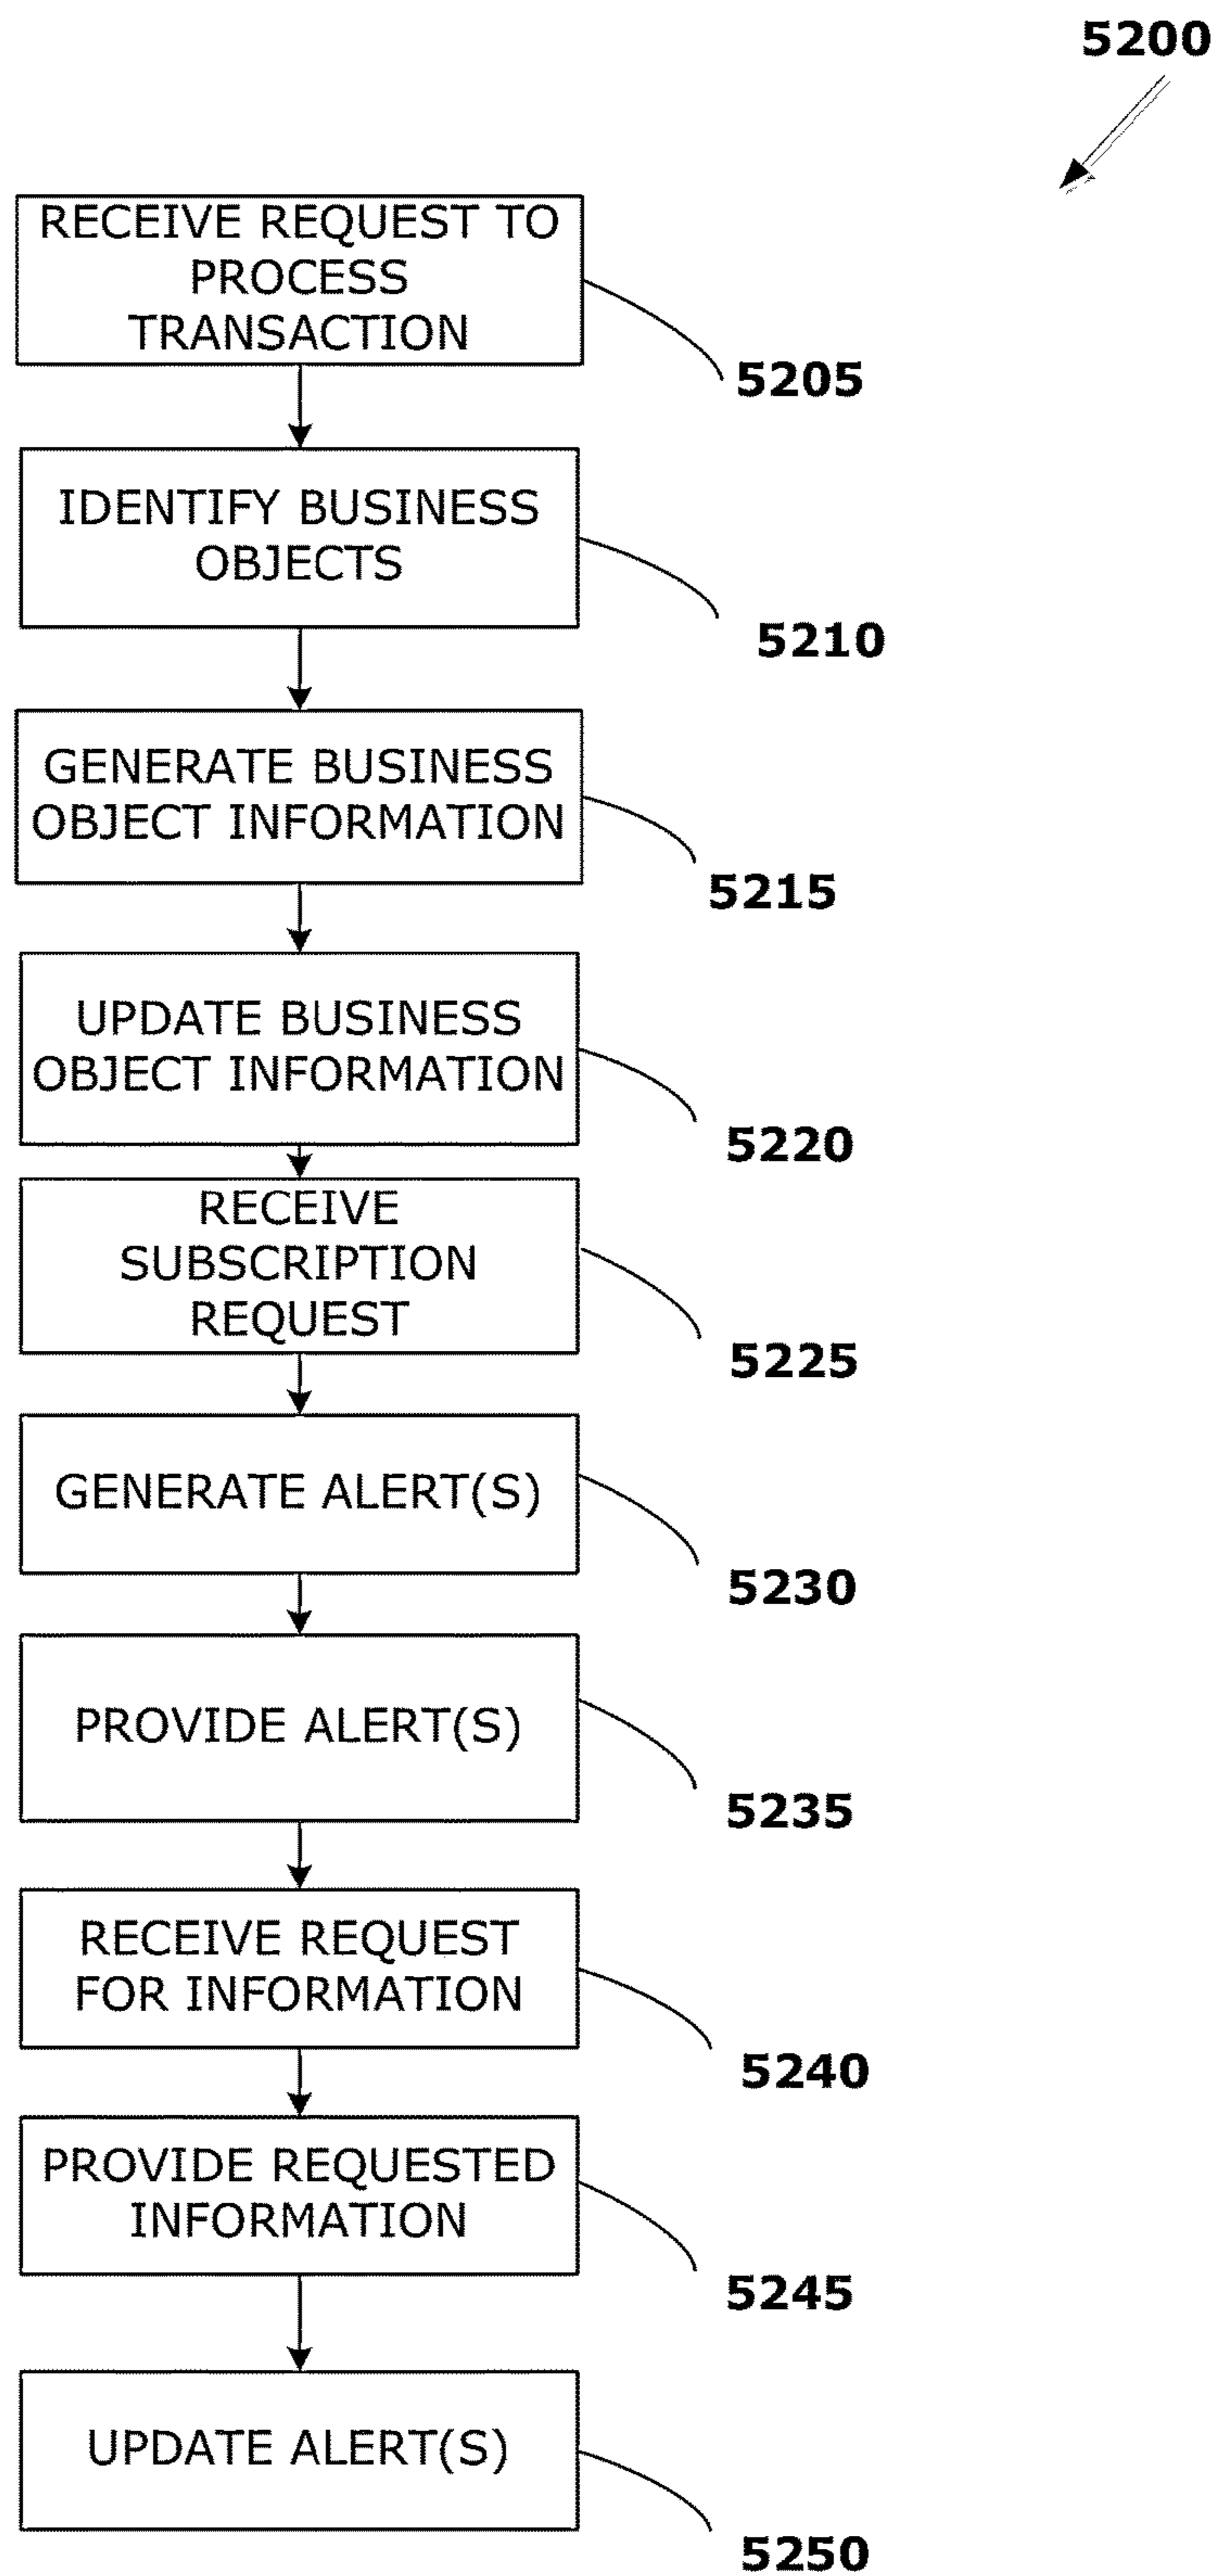 5200
RECEIVE REQUEST TO
PROCESS
TRANSACTION
5205
IDENTIFY BUSINESS
OBJECTS
5210
GENERATE BUSINESS
OBJECT INFORMATION
5215
UPDATE BUSINESS
OBJECT INFORMATION
5220
RECEIVE
SUBSCRIPTION
REQUEST
5225
GENERATE ALERT(S)
5230
PROVIDE ALERT(S)
5235
RECEIVE REQUEST
FOR INFORMATION
5240
PROVIDE REQUESTED
INFORMATION
5245
UPDATE ALERT(S)
5250